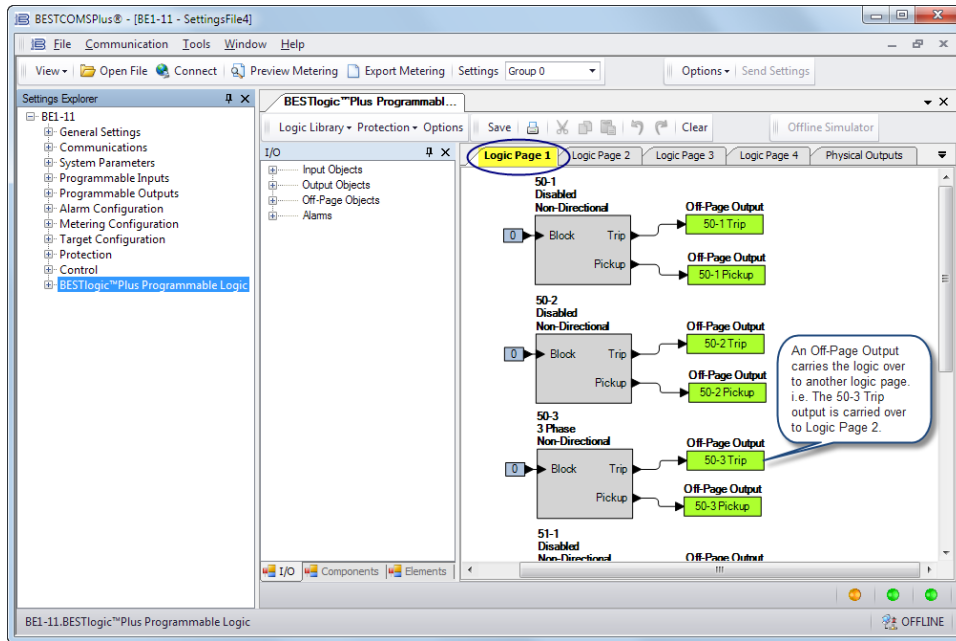 BESTCOMSPlus® - [BE1-11 - SettingsFile4]
File Communication Tools Window Help
View Open File Connect Preview Metering Export Metering Settings Group 0 Options Send Settings
Settings Explorer
BE1-11
General Settings
Communications
System Parameters
Programmable Inputs
Programmable Outputs
Alarm Configuration
Metering Configuration
Target Configuration
Protection
Control
BESTlogic™Plus Programmable Logic
BESTlogic™Plus Programmabl...
Logic Library Protection Options Save Clear Offline Simulator
I/O
Input Objects
Output Objects
Off-Page Objects
Alarms
I/O Components Elements
Logic Page 1 Logic Page 2 Logic Page 3 Logic Page 4 Physical Outputs
50-1
Disabled
Non-Directional
0 Block Trip
Pickup
Off-Page Output
50-1 Trip
Off-Page Output
50-1 Pickup
50-2
Disabled
Non-Directional
0 Block Trip
Pickup
Off-Page Output
50-2 Trip
Off-Page Output
50-2 Pickup
50-3
3 Phase
Non-Directional
0 Block Trip
Pickup
Off-Page Output
50-3 Trip
Off-Page Output
50-3 Pickup
An Off-Page Output
carries the logic over
to another logic page.
i.e. The 50-3 Trip
output is carried over
to Logic Page 2.
51-1
Disabled
Non-Directional
Off-Page Output
BE1-11.BESTlogic™Plus Programmable Logic
OFFLINE